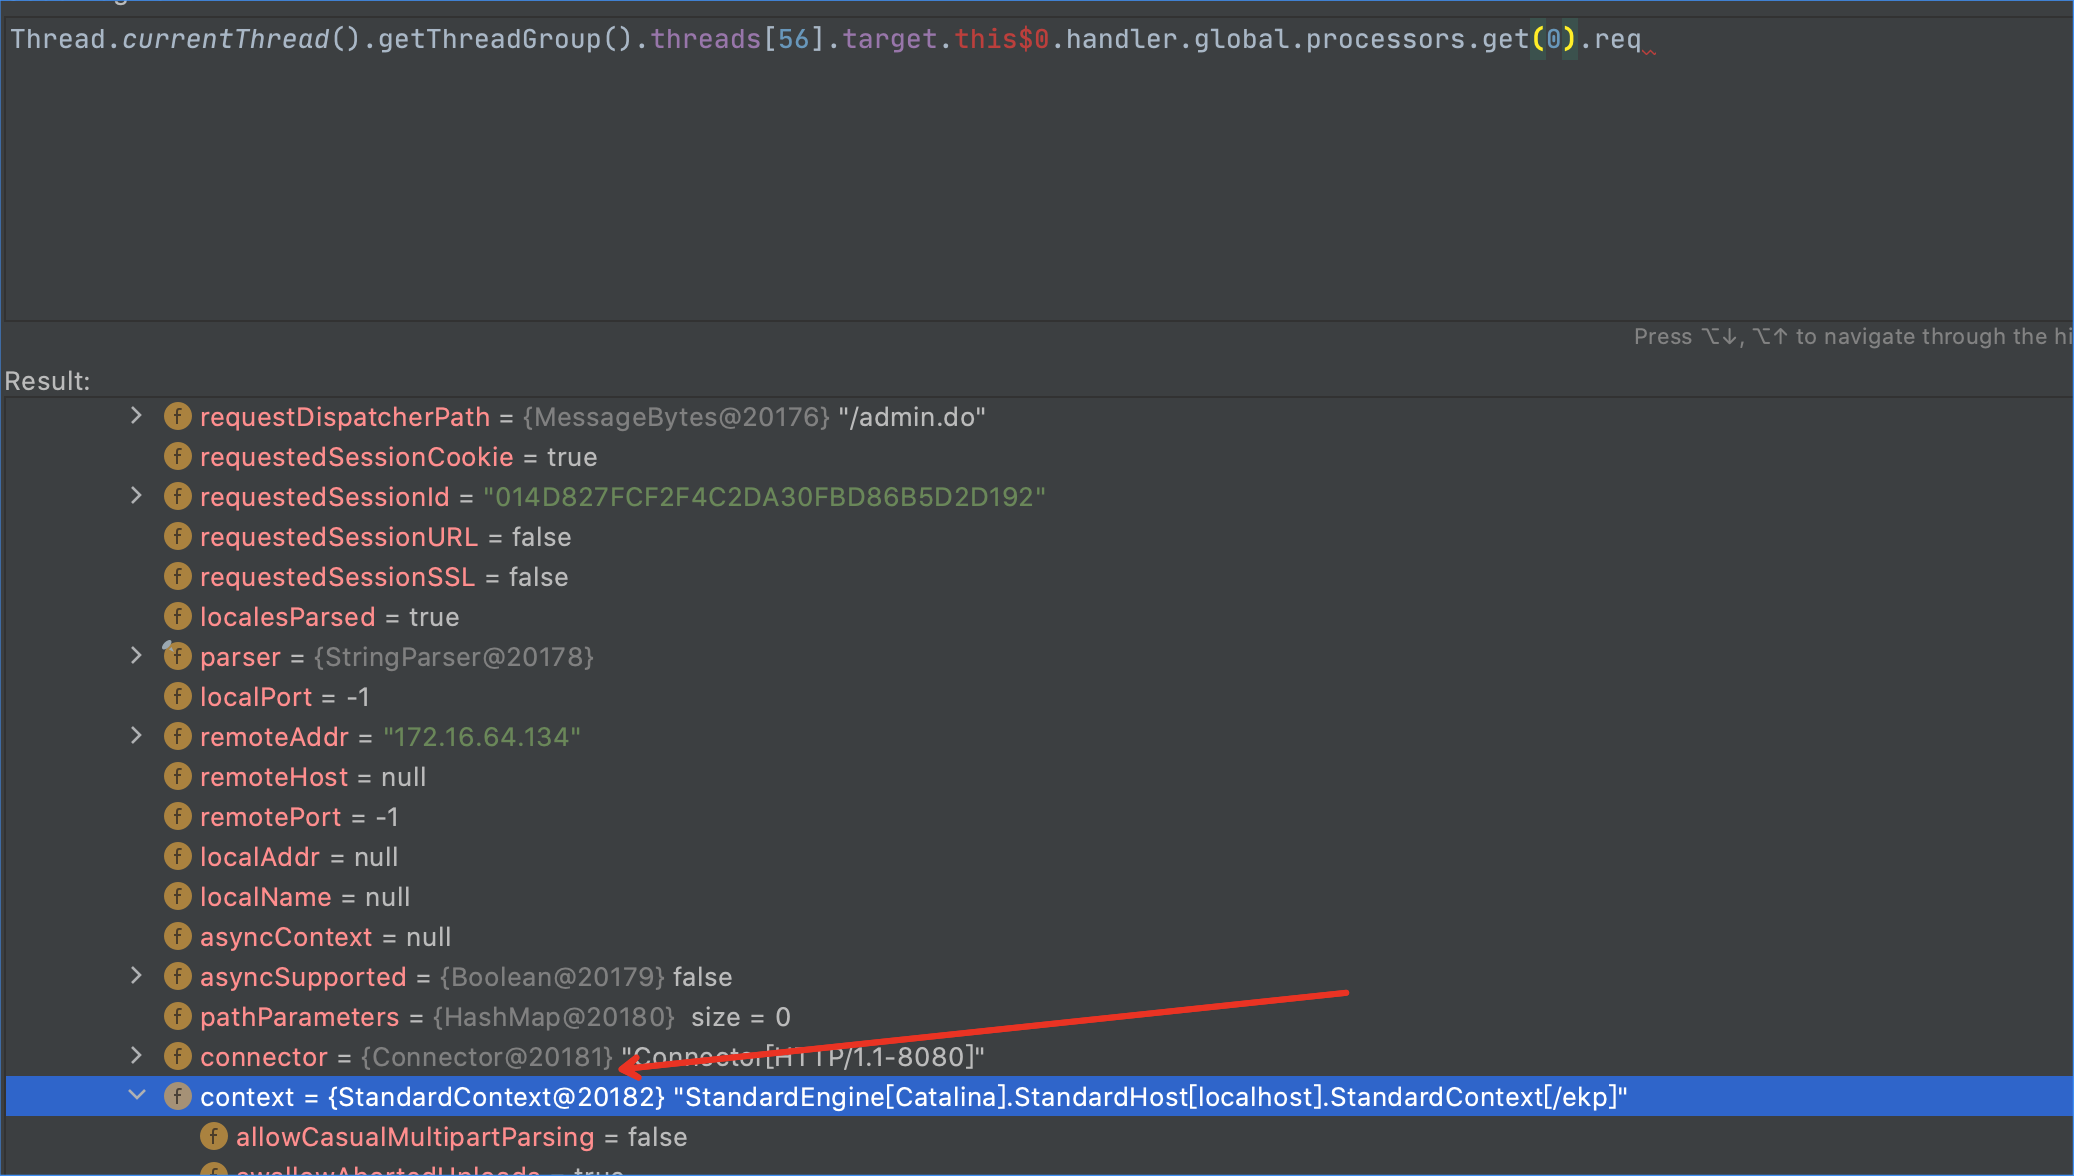 Thread.currentThread().getThreadGroup().threads[56].target.this$0.handler.global.processors.get(0).req
Press ⌥↓, ⌥↑ to navigate through the hi
Result:
f requestDispatcherPath = {MessageBytes@20176} "/admin.do"
f requestedSessionCookie = true
f requestedSessionId = "014D827FCF2F4C2DA30FBD86B5D2D192"
f requestedSessionURL = false
f requestedSessionSSL = false
f localesParsed = true
f parser = {StringParser@20178}
f localPort = -1
f remoteAddr = "172.16.64.134"
f remoteHost = null
f remotePort = -1
f localAddr = null
f localName = null
f asyncContext = null
f asyncSupported = {Boolean@20179} false
f pathParameters = {HashMap@20180} size = 0
f connector = {Connector@20181} "Connector[HTTP/1.1-8080]"
f context = {StandardContext@20182} "StandardEngine[Catalina].StandardHost[localhost].StandardContext[/ekp]"
f allowCasualMultipartParsing = false
f swallowAbortedUploads = true